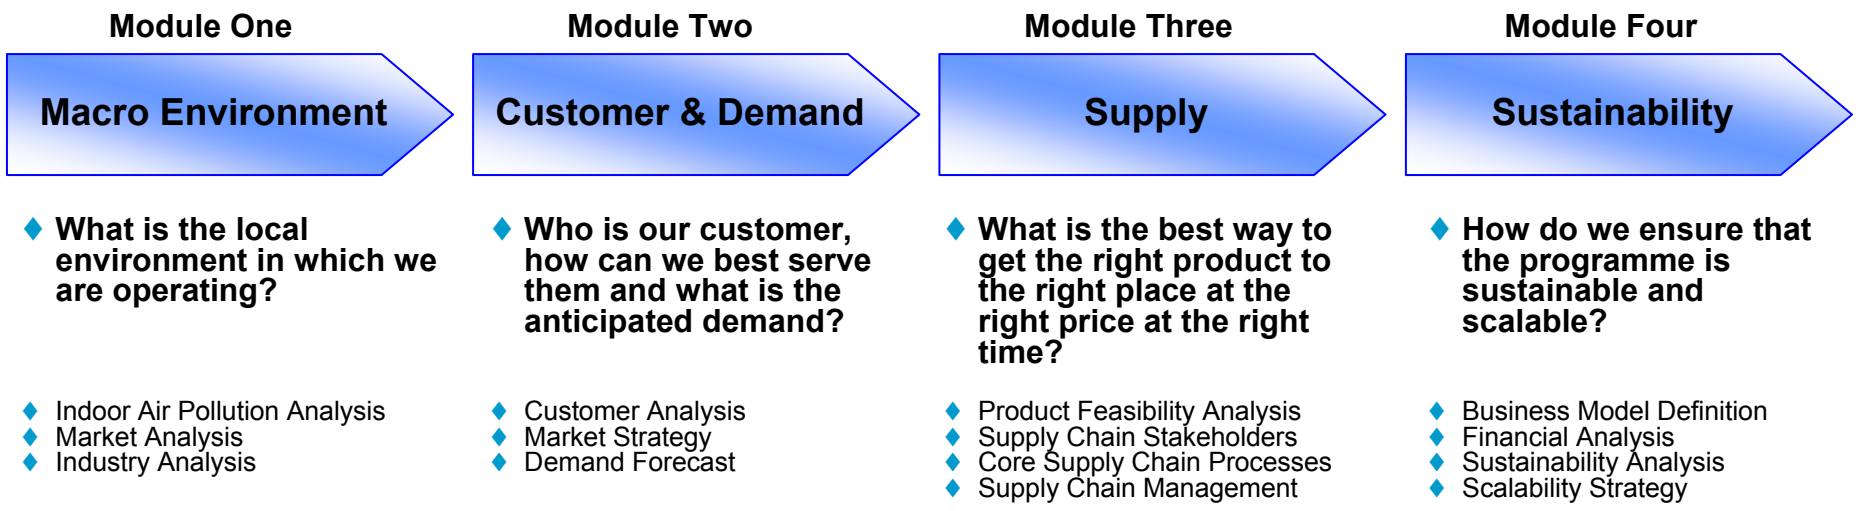 Module One
Macro Environment
What is the local
environment in which we
are operating?
Indoor Air Pollution Analysis
Market Analysis
Industry Analysis
Module Two
Customer & Demand
Who is our customer,
how can we best serve
them and what is the
anticipated demand?
Customer Analysis
Market Strategy
Demand Forecast
Module Three
Supply
What is the best way to
get the right product to
the right place at the
right price at the right
time?
Product Feasibility Analysis
Supply Chain Stakeholders
Core Supply Chain Processes
Supply Chain Management
Module Four
Sustainability
How do we ensure that
the programme is
sustainable and
scalable?
Business Model Definition
Financial Analysis
Sustainability Analysis
Scalability Strategy